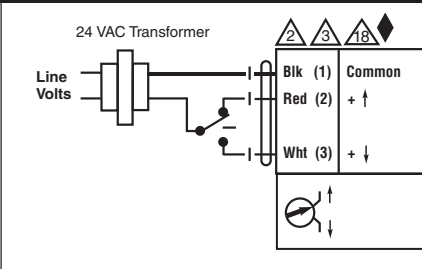 24 VAC Transformer
2 3 18
Line
Volts
Blk (1) Common
Red (2) + ↑
Wht (3) + ↓